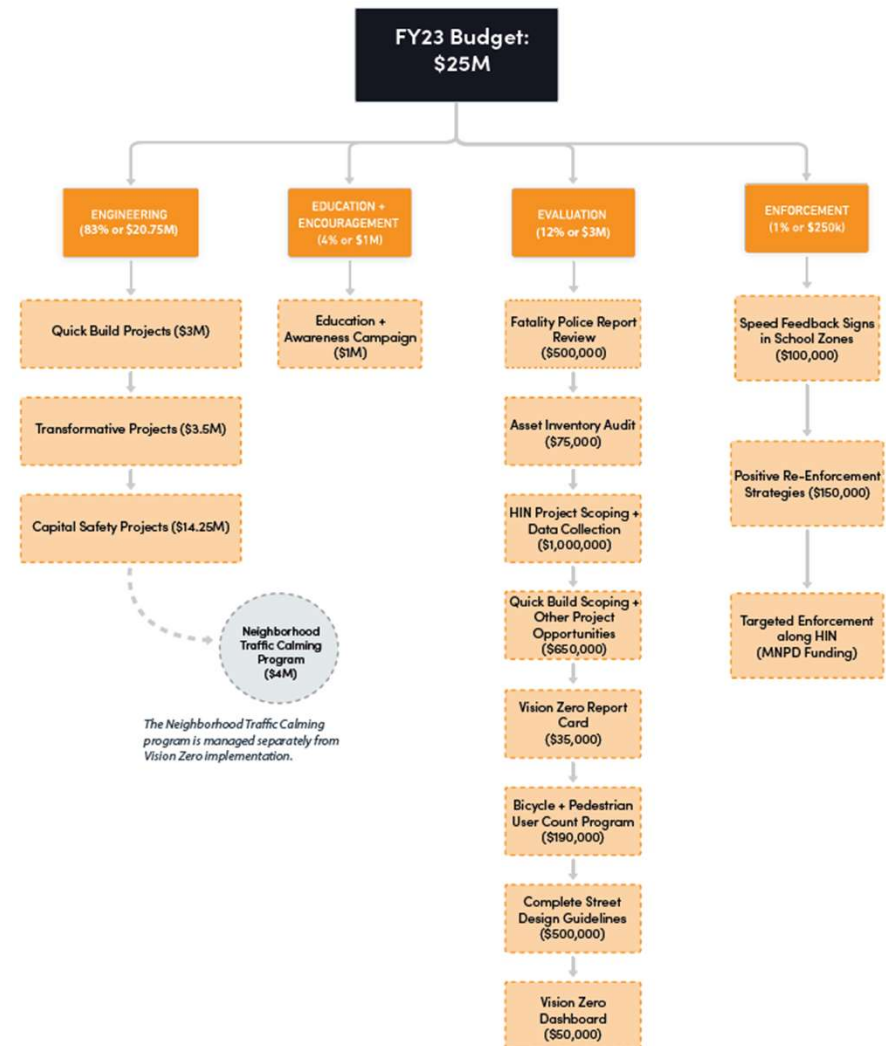 FY23 Budget:
$25M
ENGINEERING
(83% or $20.75M)
Quick Build Projects ($3M)
Transformative Projects ($3.5M)
Capital Safety Projects ($14.25M)
Neighborhood
Traffic Calming
Program
($4M)
The Neighborhood Traffic Calming
program is managed separately from
Vision Zero implementation.
EDUCATION +
ENCOURAGEMENT
(4% or $1M)
Education +
Awareness Campaign
($1M)
EVALUATION
(12% or $3M)
Fatality Police Report
Review
($500,000)
Asset Inventory Audit
($75,000)
HIN Project Scoping +
Data Collection
($1,000,000)
Quick Build Scoping +
Other Project
Opportunities
($650,000)
Vision Zero Report
Card
($35,000)
Bicycle + Pedestrian
User Count Program
($190,000)
Complete Street
Design Guidelines
($500,000)
Vision Zero
Dashboard
($50,000)
ENFORCEMENT
(1% or $250k)
Speed Feedback Signs
in School Zones
($100,000)
Positive Re-Enforcement
Strategies ($150,000)
Targeted Enforcement
along HIN
(MNPD Funding)